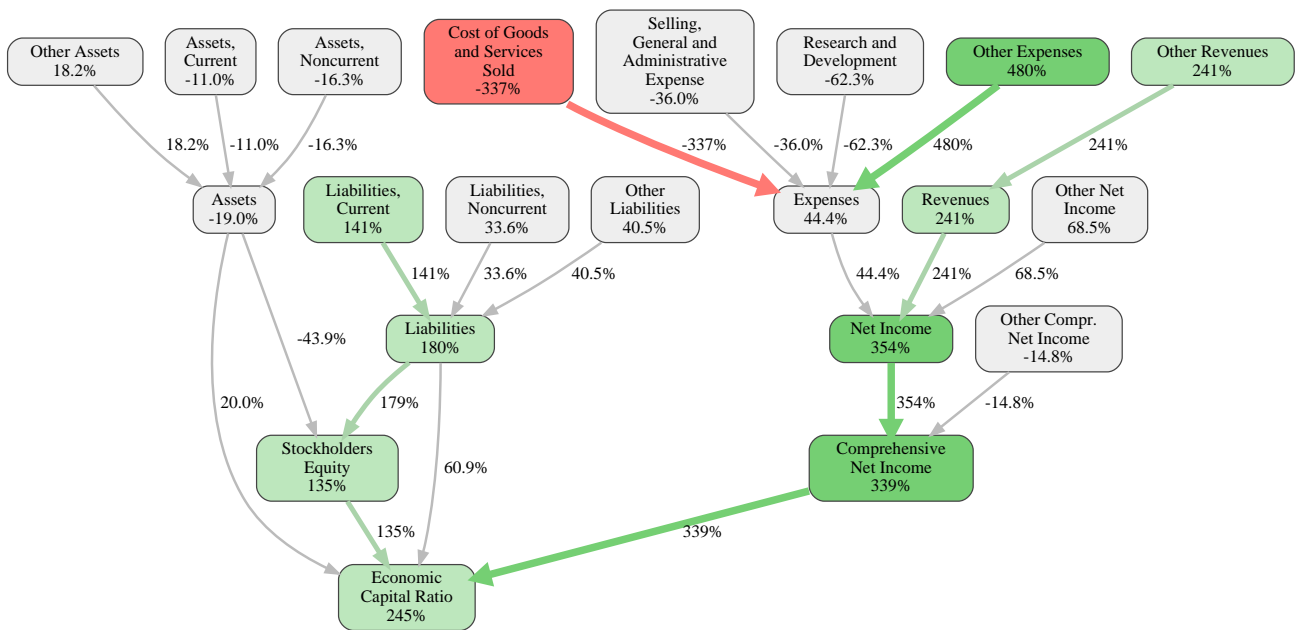 Other Assets
18.2%
Assets,
Current
-11.0%
Assets,
Noncurrent
-16.3%
Cost of Goods
and Services
Sold
-337%
Selling,
General and
Administrative
Expense
-36.0%
Research and
Development
-62.3%
Other Expenses
480%
Other Revenues
241%
18.2%
-11.0%
-16.3%
-337%
-36.0%
-62.3%
480%
241%
Assets
-19.0%
Liabilities,
Current
141%
Liabilities,
Noncurrent
33.6%
Other
Liabilities
40.5%
Expenses
44.4%
Revenues
241%
Other Net
Income
68.5%
141%
33.6%
40.5%
44.4%
241%
68.5%
Liabilities
180%
Net Income
354%
Other Compr.
Net Income
-14.8%
-43.9%
20.0%
179%
60.9%
354%
-14.8%
Stockholders
Equity
135%
Comprehensive
Net Income
339%
135%
339%
Economic
Capital Ratio
245%